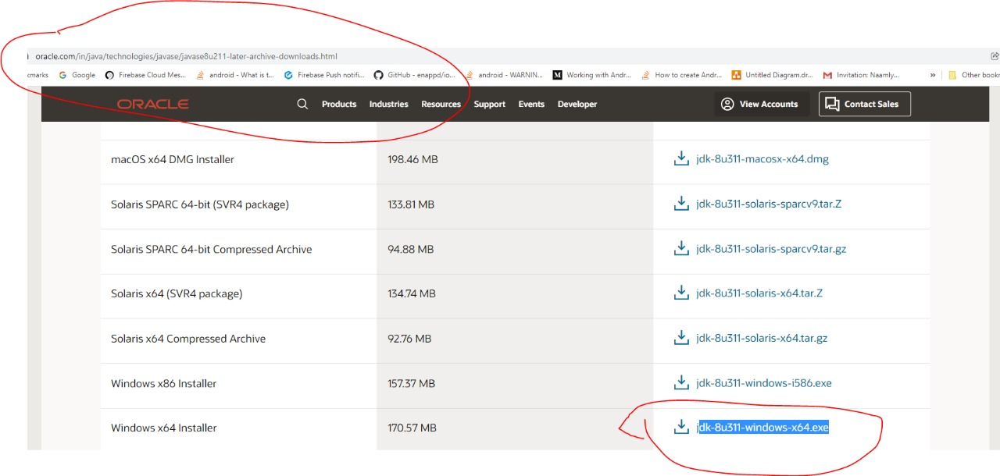 oracle.com/in/java/technologies/javase/javase8u211-later-archive-downloads.html
kmarks Google Firebase Cloud Mes... android - What is t... Firebase Push notifi... GitHub - enappd/io... android - WARNIN... Working with Andr... How to create Andr... Untitled Diagram.dr... Invitation: Naamly... » Other bookr
ORACLE Products Industries Resources Support Events Developer View Accounts Contact Sales
macOS x64 DMG Installer 198.46 MB jdk-8u311-macosx-x64.dmg
Solaris SPARC 64-bit (SVR4 package) 133.81 MB jdk-8u311-solaris-sparcv9.tar.Z
Solaris SPARC 64-bit Compressed Archive 94.88 MB jdk-8u311-solaris-sparcv9.tar.gz
Solaris x64 (SVR4 package) 134.74 MB jdk-8u311-solaris-x64.tar.Z
Solaris x64 Compressed Archive 92.76 MB jdk-8u311-solaris-x64.tar.gz
Windows x86 Installer 157.37 MB jdk-8u311-windows-i586.exe
Windows x64 Installer 170.57 MB jdk-8u311-windows-x64.exe